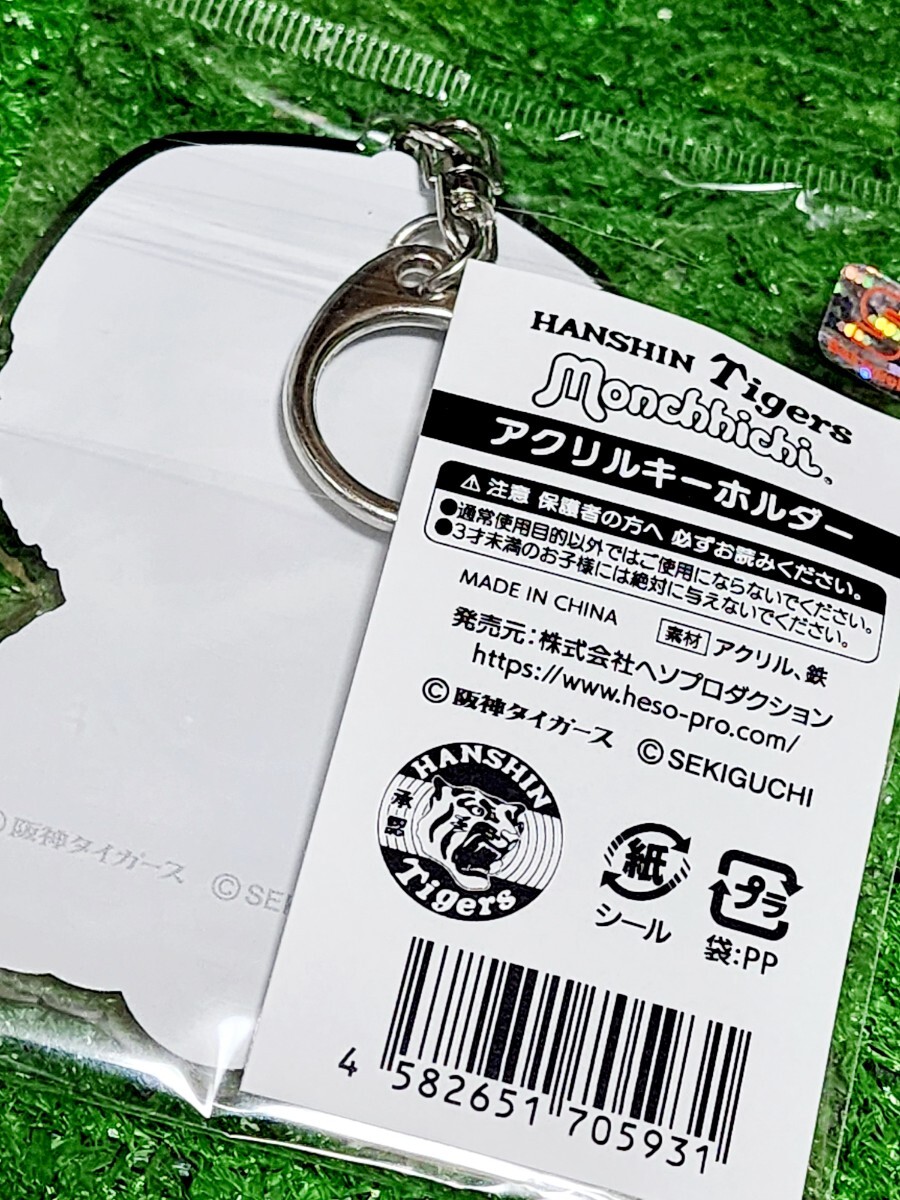 HANSHIN Tigers
Monchhichi
アクリルキーホルダー
⚠ 注意 保護者の方へ 必ずお読みください。
●通常使用目的以外ではご使用にならないでください。
●3才未満のお子様には絶対に与えないでください。
MADE IN CHINA 素材 アクリル、鉄
発売元：株式会社ヘソプロダクション
https://www.heso-pro.com/
©阪神タイガース ©SEKIGUCHI
HANSHIN
承認
Tigers
紙
シール
プラ
袋:PP
4 582651 705931
阪神タイガース ©SE